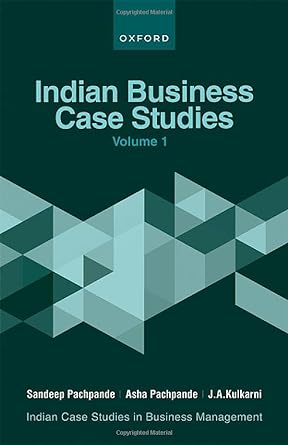 OXFORD
Indian Business
Case Studies
Volume 1
Sandeep Pachpande | Asha Pachpande | J.A.Kulkarni
Indian Case Studies in Business Management